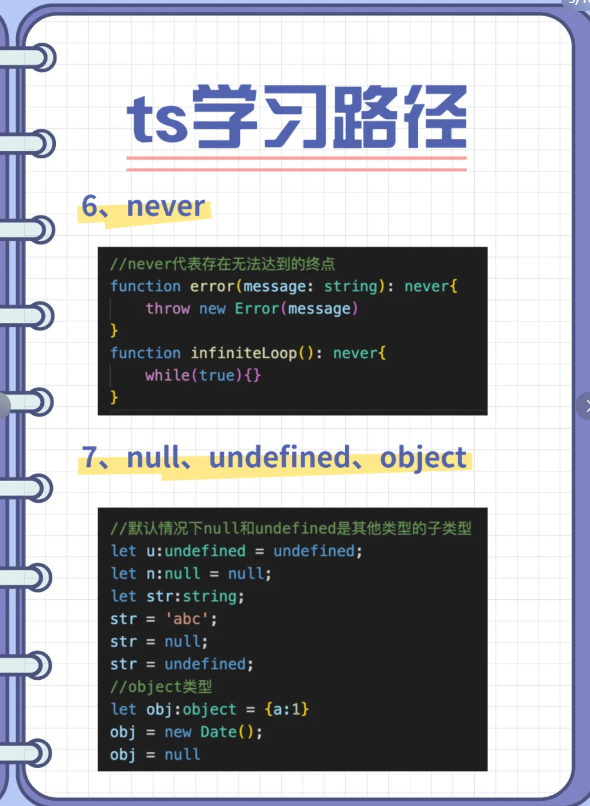 ts学习路径
6、never
//never代表存在无法达到的终点
function error(message: string): never{
    throw new Error(message)
}
function infiniteLoop(): never{
    while(true){}
}
7、null、undefined、object
//默认情况下null和undefined是其他类型的子类型
let u:undefined = undefined;
let n:null = null;
let str:string;
str = 'abc';
str = null;
str = undefined;
//object类型
let obj:object = {a:1}
obj = new Date();
obj = null